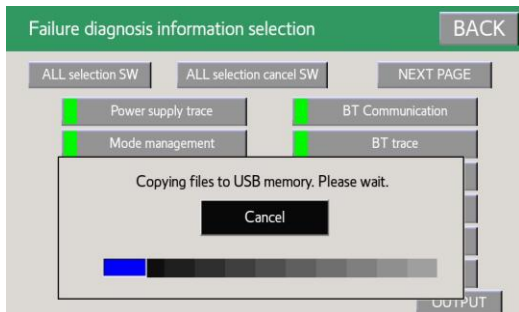 Failure diagnosis information selection BACK
ALL selection SW ALL selection cancel SW NEXT PAGE
Power supply trace BT Communication
Mode management BT trace
Copying files to USB memory. Please wait.
Cancel
OUTPUT